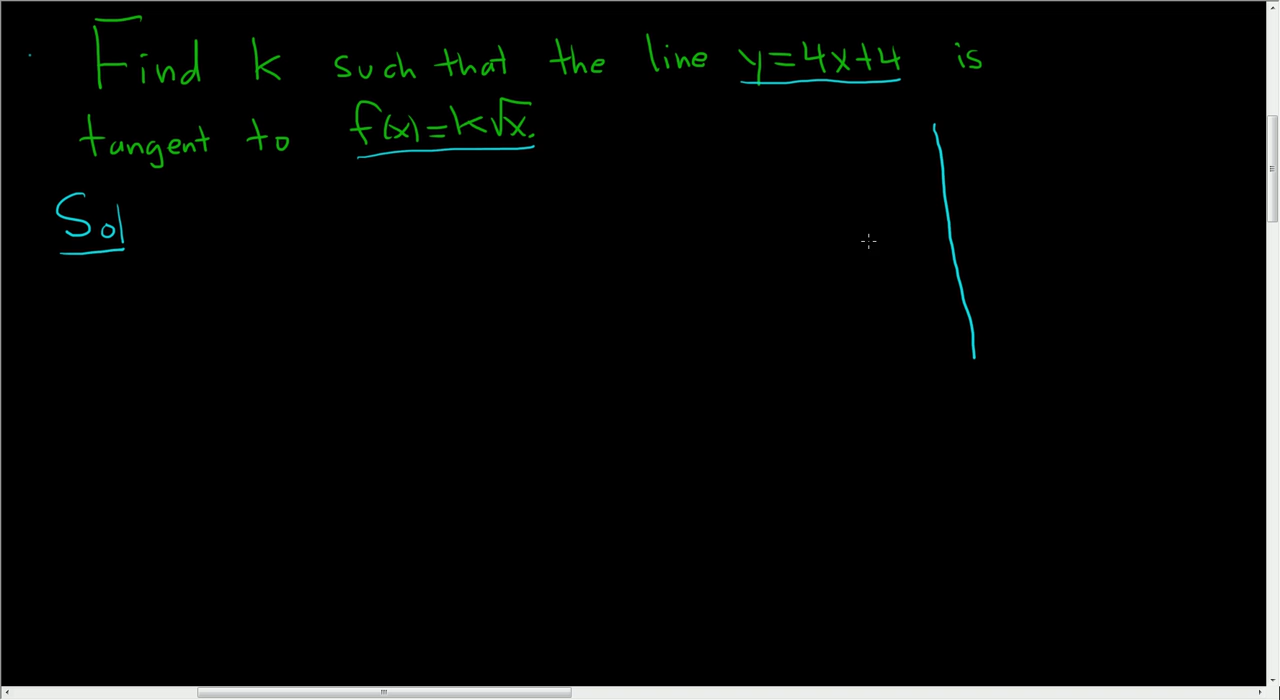 Find k such that the line y=4x+4 is
tangent to f(x)=k√x.
Sol